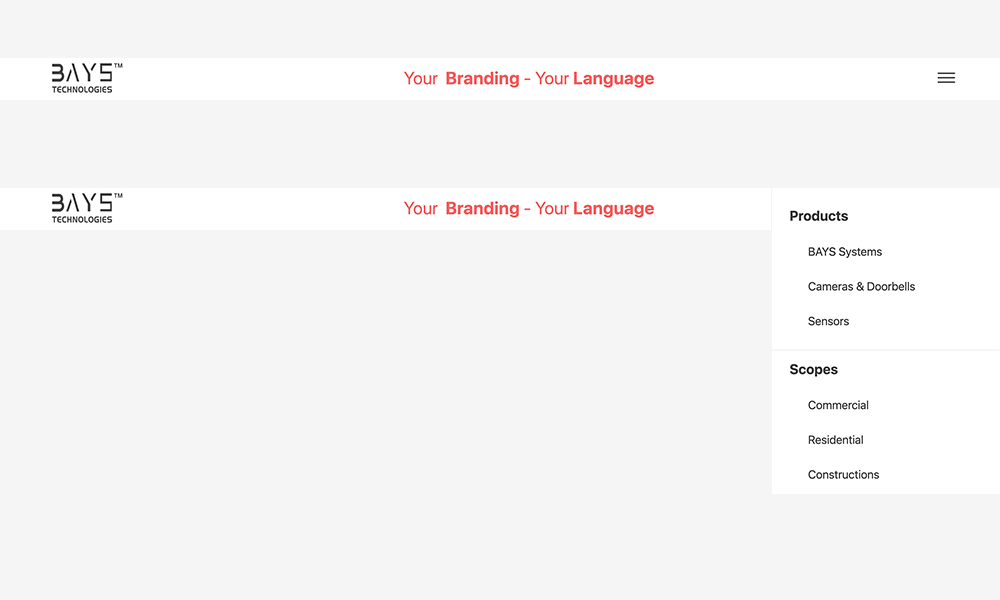 BAYS™
TECHNOLOGIES
Your Branding - Your Language
BAYS™
TECHNOLOGIES
Your Branding - Your Language
Products
BAYS Systems
Cameras & Doorbells
Sensors
Scopes
Commercial
Residential
Constructions